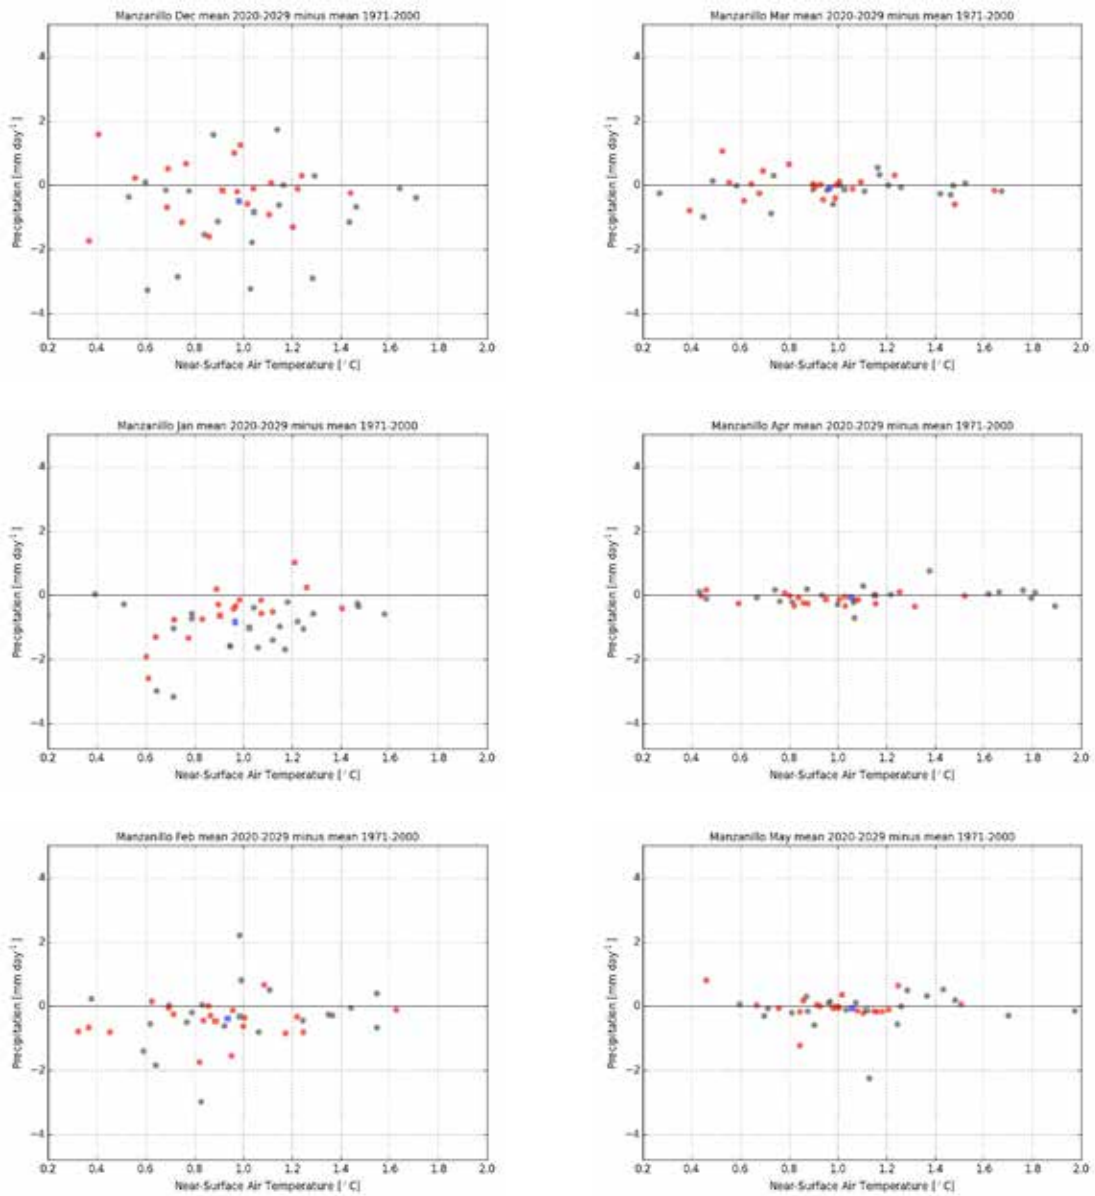 Manzanillo Dec mean 2020-2029 minus mean 1971-2000
4
2
0
−2
−4
Precipitation [mm day⁻¹]
0.2 0.4 0.6 0.8 1.0 1.2 1.4 1.6 1.8 2.0
Near-Surface Air Temperature [°C]
Manzanillo Mar mean 2020-2029 minus mean 1971-2000
4
2
0
−2
−4
Precipitation [mm day⁻¹]
0.2 0.4 0.6 0.8 1.0 1.2 1.4 1.6 1.8 2.0
Near-Surface Air Temperature [°C]
Manzanillo Jan mean 2020-2029 minus mean 1971-2000
4
2
0
−2
−4
Precipitation [mm day⁻¹]
0.2 0.4 0.6 0.8 1.0 1.2 1.4 1.6 1.8 2.0
Near-Surface Air Temperature [°C]
Manzanillo Apr mean 2020-2029 minus mean 1971-2000
4
2
0
−2
−4
Precipitation [mm day⁻¹]
0.2 0.4 0.6 0.8 1.0 1.2 1.4 1.6 1.8 2.0
Near-Surface Air Temperature [°C]
Manzanillo Feb mean 2020-2029 minus mean 1971-2000
4
2
0
−2
−4
Precipitation [mm day⁻¹]
0.2 0.4 0.6 0.8 1.0 1.2 1.4 1.6 1.8 2.0
Near-Surface Air Temperature [°C]
Manzanillo May mean 2020-2029 minus mean 1971-2000
4
2
0
−2
−4
Precipitation [mm day⁻¹]
0.2 0.4 0.6 0.8 1.0 1.2 1.4 1.6 1.8 2.0
Near-Surface Air Temperature [°C]